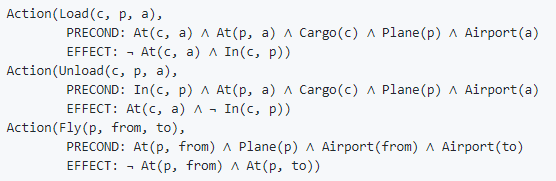 Action(Load(c, p, a),
PRECOND: At(c, a) ∧ At(p, a) ∧ Cargo(c) ∧ Plane(p) ∧ Airport(a)
EFFECT: ¬ At(c, a) ∧ In(c, p))
Action(Unload(c, p, a),
PRECOND: In(c, p) ∧ At(p, a) ∧ Cargo(c) ∧ Plane(p) ∧ Airport(a)
EFFECT: At(c, a) ∧ ¬ In(c, p))
Action(Fly(p, from, to),
PRECOND: At(p, from) ∧ Plane(p) ∧ Airport(from) ∧ Airport(to)
EFFECT: ¬ At(p, from) ∧ At(p, to))